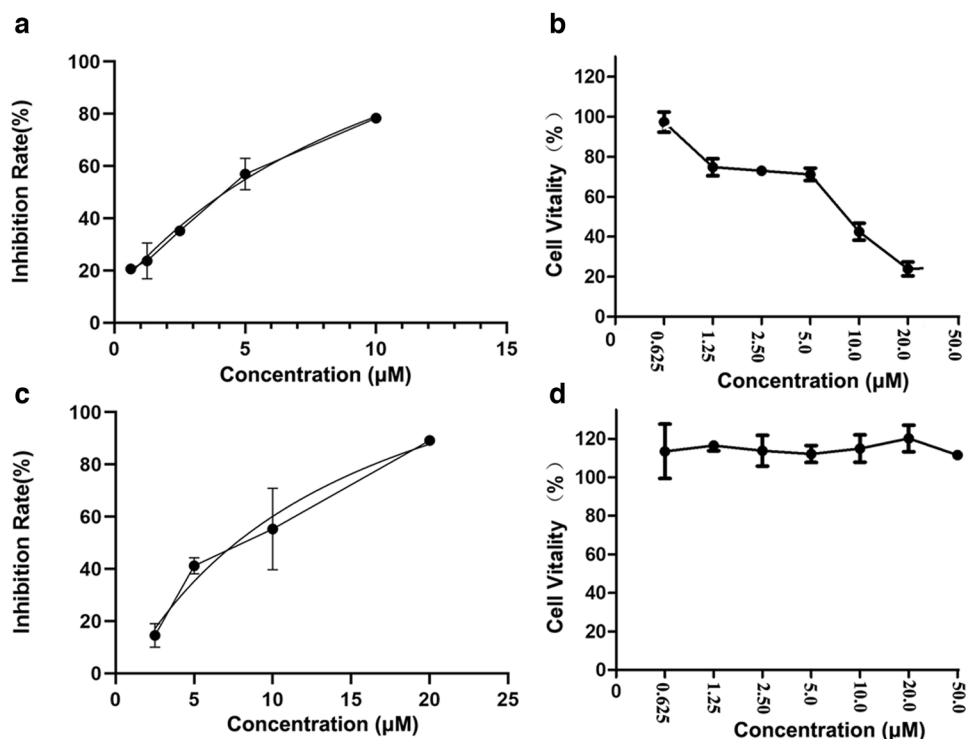 a
100
80
60
40
20
0
Inhibition Rate(%)
0 5 10 15
Concentration (μM)
b
120
100
80
60
40
20
0
Cell Vitality (%)
0 0.625 1.25 2.50 5.0 10.0 20.0 50.0
Concentration (μM)
c
100
80
60
40
20
0
Inhibition Rate(%)
0 5 10 15 20 25
Concentration (μM)
d
120
100
80
60
40
20
0
Cell Vitality (%)
0 0.625 1.25 2.50 5.0 10.0 20.0 50.0
Concentration (μM)